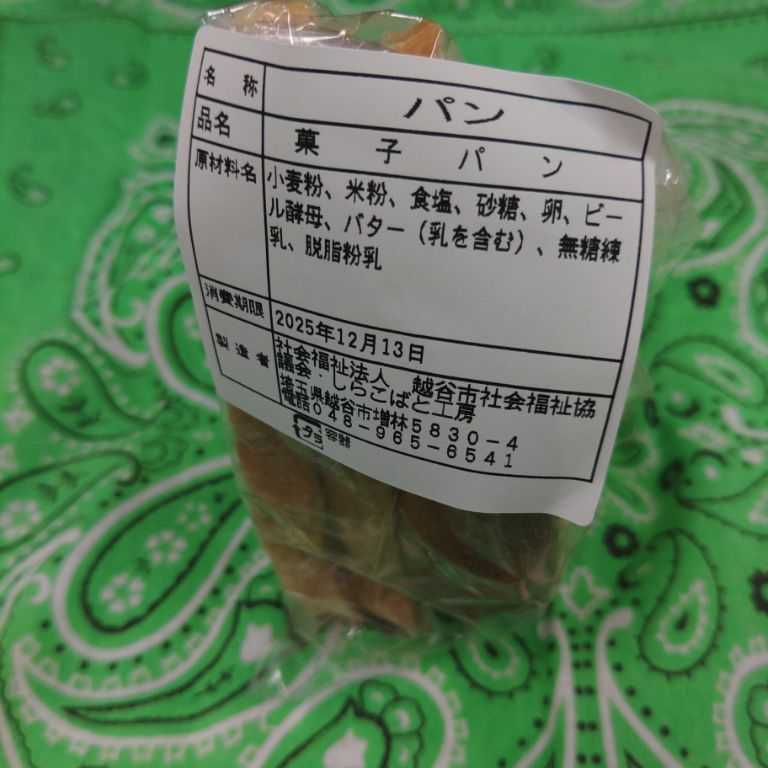 名称 パン
品名 菓子パン
原材料名 小麦粉、米粉、食塩、砂糖、卵、ビー
ル酵母、バター（乳を含む）、無糖練
乳、脱脂粉乳
消費期限 2025年12月13日
製造者 社会福祉法人 越谷市社会福祉協
議会・しらこばと工房
埼玉県越谷市増林5830-4
電話048-965-6541
プラ 容器